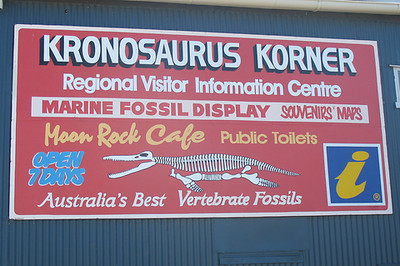 KRONOSAURUS KORNER
Regional Visitor Information Centre
MARINE FOSSIL DISPLAY SOUVENIRS' MAPS
Moon Rock Cafe Public Toilets
OPEN
7 DAYS
i
Australia's Best Vertebrate Fossils